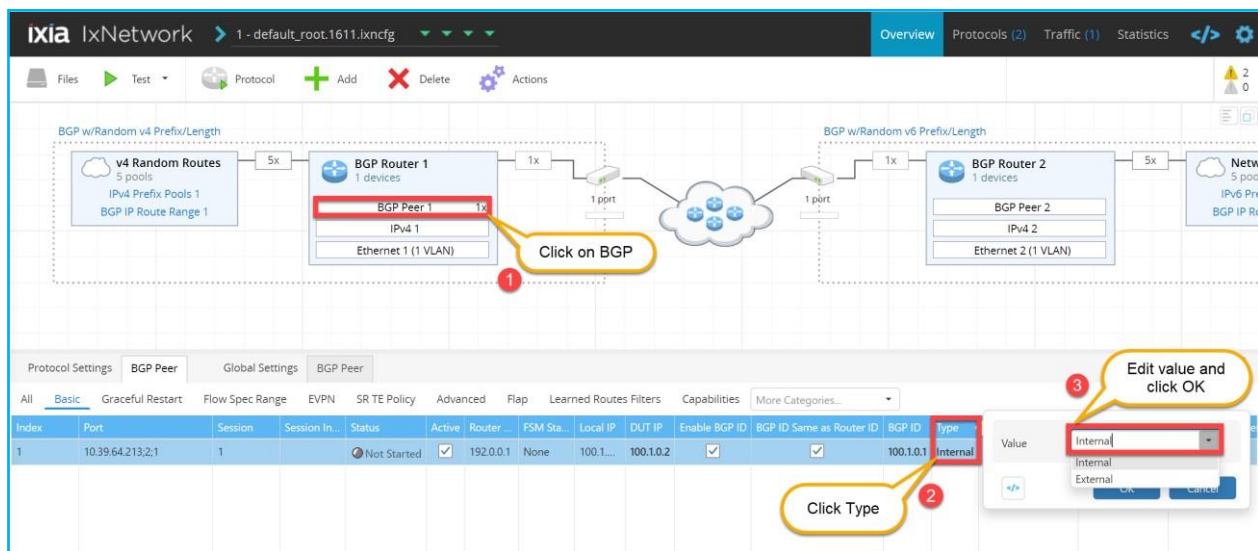 ixia IxNetwork 1 - default_root.1611.ixncfg Overview Protocols (2) Traffic (1) Statistics </>
Files Test Protocol Add Delete Actions 2
0
BGP w/Random v4 Prefix/Length BGP w/Random v6 Prefix/Length
v4 Random Routes
5 pools
IPv4 Prefix Pools 1
BGP IP Route Range 1
5x
BGP Router 1
1 devices
BGP Peer 1 1x
IPv4 1
Ethernet 1 (1 VLAN)
1x
1 port
Click on BGP
1
1 port
1x
BGP Router 2
1 devices
BGP Peer 2
IPv4 2
Ethernet 2 (1 VLAN)
5x
Netw
5 poo
IPv6 Pre
BGP IP Ro
Protocol Settings BGP Peer Global Settings BGP Peer
All Basic Graceful Restart Flow Spec Range EVPN SR TE Policy Advanced Flap Learned Routes Filters Capabilities More Categories...
Index Port Session Session In... Status Active Router ... FSM Sta... Local IP DUT IP Enable BGP ID BGP ID Same as Router ID BGP ID Type
1 10.39.64.213;2;1 1 Not Started 192.0.0.1 None 100.1.... 100.1.0.2 100.1.0.1 Internal
Click Type
2
3
Edit value and
click OK
Value Internal
Internal
External
</> OK Cancel